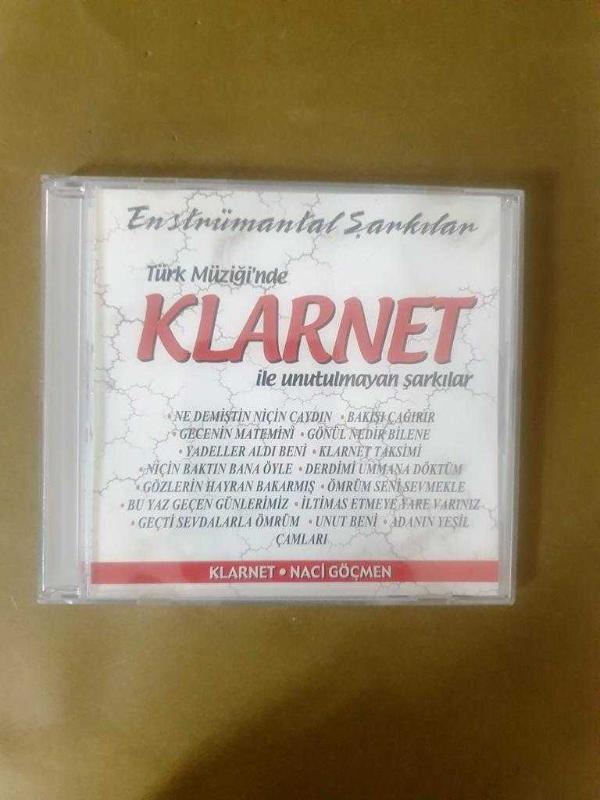 Enstrümantal Şarkılar
Türk Müziği'nde
KLARNET
ile unutulmayan şarkılar
• NE DEMİŞTİN NİÇİN CAYDIN • BAKIŞI ÇAĞIRIR
• GECENİN MATEMİNİ • GÖNÜL NEDİR BİLENE
• YADELLER ALDI BENİ • KLARNET TAKSİMİ
• NİÇİN BAKTIN BANA ÖYLE • DERDİMİ UMMANA DÖKTÜM
• GÖZLERİN HAYRAN BAKARMIŞ • ÖMRÜM SENİ SEVMEKLE
• BU YAZ GEÇEN GÜNLERİMİZ • İLTİMAS ETMEYE YARE VARINIZ
• GEÇTİ SEVDALARLA ÖMRÜM • UNUT BENİ • ADANIN YEŞİL
ÇAMLARI
KLARNET • NACİ GÖÇMEN